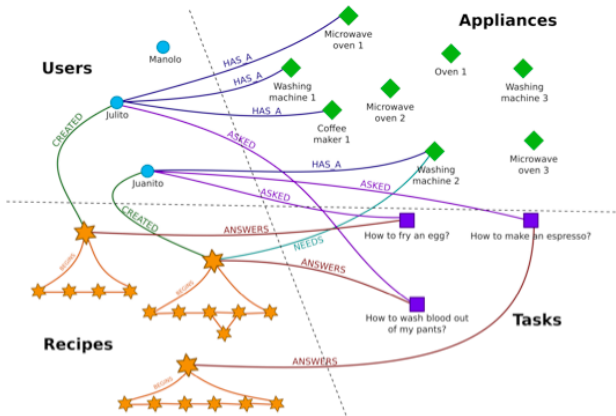 Appliances
Microwave
oven 1
Users
Manolo
HAS_A
Oven 1
Washing
machine 3
HAS_A
Washing
machine 1
Julito
HAS_A
Microwave
oven 2
Coffee
maker 1
CREATED
ASKED
Microwave
oven 3
HAS_A
Washing
machine 2
Juanito
ASKED
ASKED
CREATED
ANSWERS
How to fry an egg?
How to make an espresso?
NEEDS
BEGINS
ANSWERS
BEGINS
How to wash blood out
of my pants?
Tasks
Recipes
ANSWERS
BEGINS